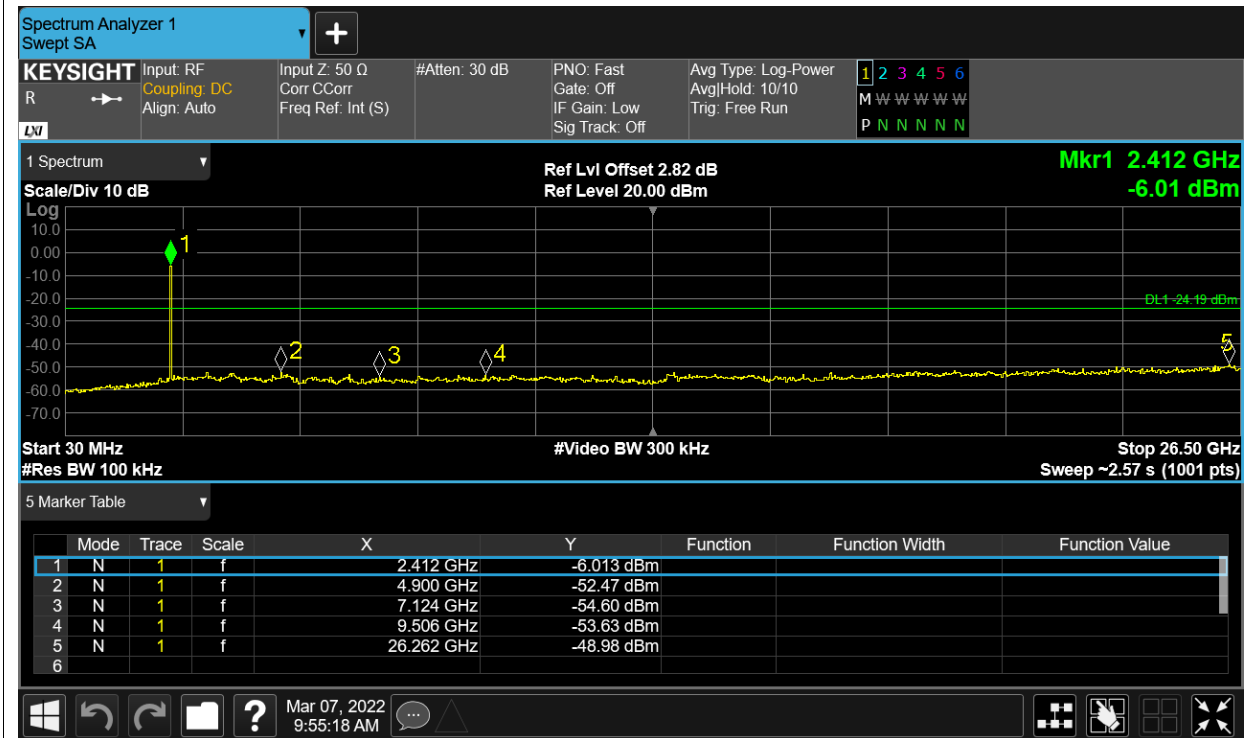 Spectrum Analyzer 1
Swept SA
+
KEYSIGHT Input: RF Input Z: 50 Ω #Atten: 30 dB PNO: Fast Avg Type: Log-Power 1 2 3 4 5 6
R Coupling: DC Corr CCorr Gate: Off Avg|Hold: 10/10 M W W W W W
Align: Auto Freq Ref: Int (S) IF Gain: Low Trig: Free Run P N N N N N
LXI Sig Track: Off
1 Spectrum Ref Lvl Offset 2.82 dB Mkr1 2.412 GHz
Scale/Div 10 dB Ref Level 20.00 dBm -6.01 dBm
Log
10.0
0.00
-10.0
-20.0
-30.0
-40.0
-50.0
-60.0
-70.0
1
DL1 -24.19 dBm
2 3 4 5
Start 30 MHz #Video BW 300 kHz Stop 26.50 GHz
#Res BW 100 kHz Sweep ~2.57 s (1001 pts)
5 Marker Table
Mode Trace Scale X Y Function Function Width Function Value
1 N 1 f 2.412 GHz -6.013 dBm
2 N 1 f 4.900 GHz -52.47 dBm
3 N 1 f 7.124 GHz -54.60 dBm
4 N 1 f 9.506 GHz -53.63 dBm
5 N 1 f 26.262 GHz -48.98 dBm
6
? Mar 07, 2022
9:55:18 AM